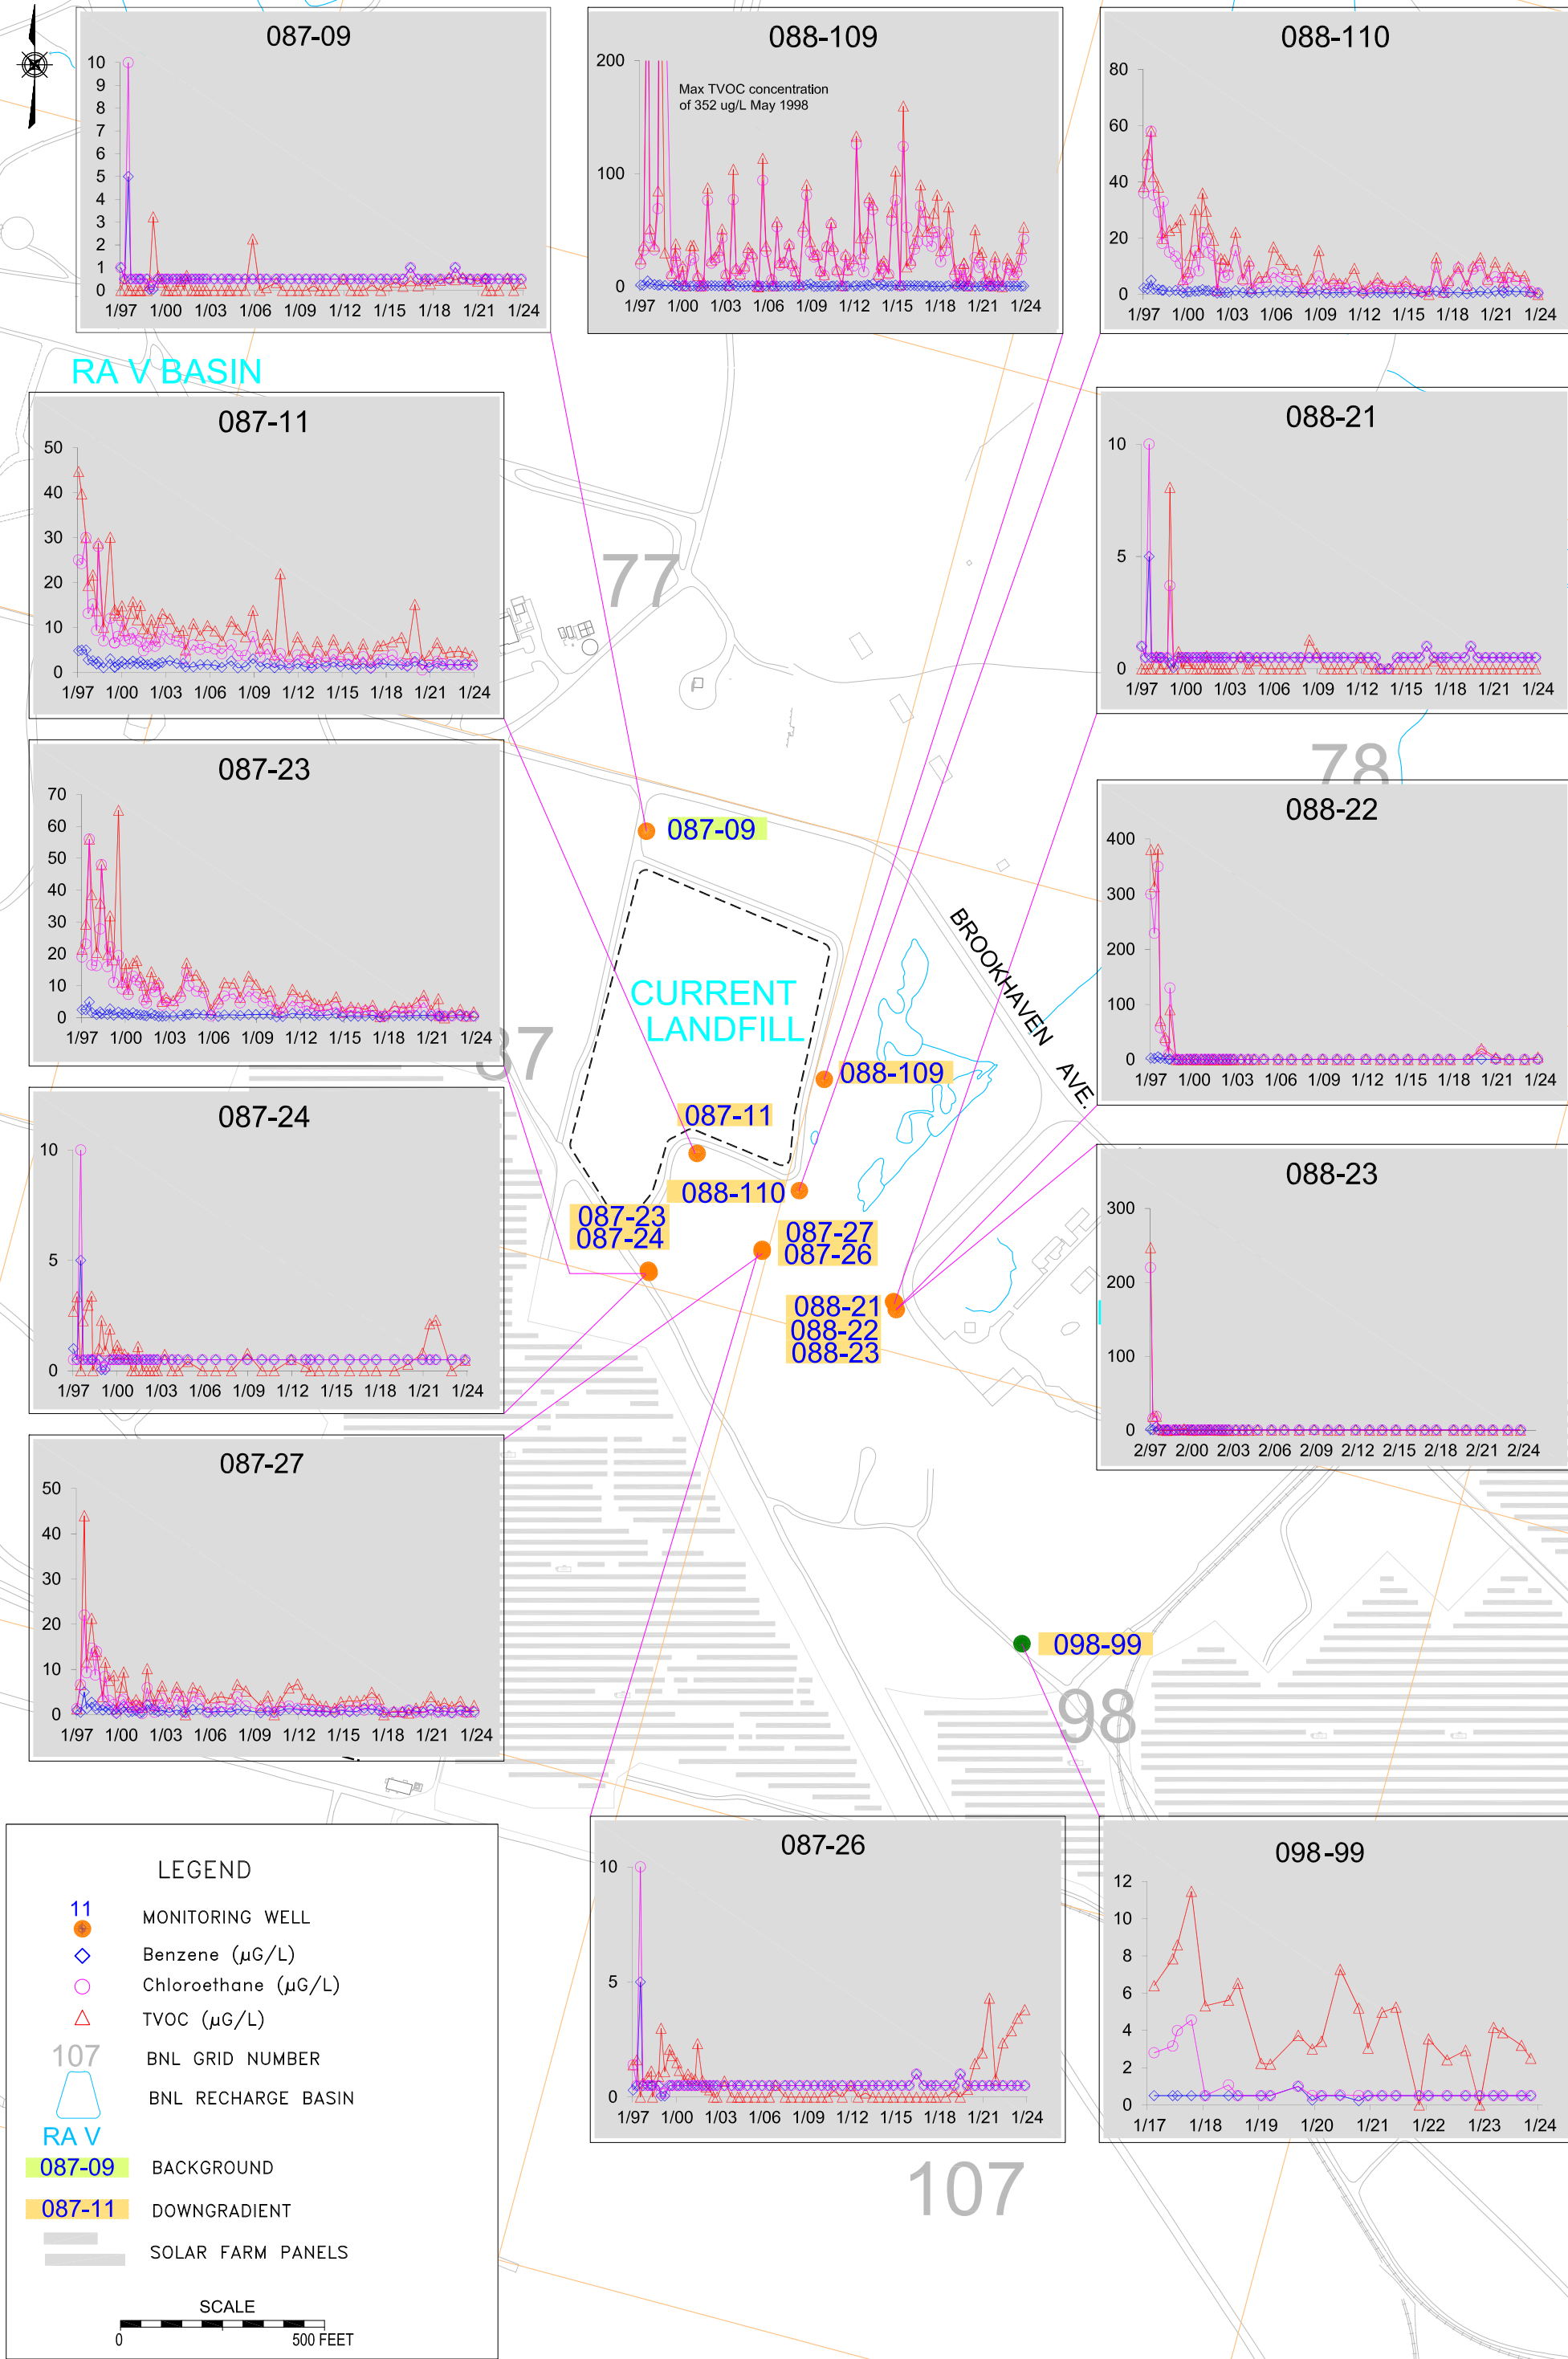 087-09
10
9
8
7
6
5
4
3
2
1
0
1/97 1/00 1/03 1/06 1/09 1/12 1/15 1/18 1/21 1/24
088-109
200
100
0
Max TVOC concentration
of 352 ug/L May 1998
1/97 1/00 1/03 1/06 1/09 1/12 1/15 1/18 1/21 1/24
088-110
80
60
40
20
0
1/97 1/00 1/03 1/06 1/09 1/12 1/15 1/18 1/21 1/24
RA V BASIN
087-11
50
40
30
20
10
0
1/97 1/00 1/03 1/06 1/09 1/12 1/15 1/18 1/21 1/24
088-21
10
5
0
1/97 1/00 1/03 1/06 1/09 1/12 1/15 1/18 1/21 1/24
77
78
087-23
70
60
50
40
30
20
10
0
1/97 1/00 1/03 1/06 1/09 1/12 1/15 1/18 1/21 1/24
088-22
400
300
200
100
0
1/97 1/00 1/03 1/06 1/09 1/12 1/15 1/18 1/21 1/24
087-09
CURRENT
LANDFILL
BROOKHAVEN AVE.
088-109
087-11
088-110
087-23
087-24
087-27
087-26
088-21
088-22
088-23
087-24
10
5
0
1/97 1/00 1/03 1/06 1/09 1/12 1/15 1/18 1/21 1/24
088-23
300
200
100
0
2/97 2/00 2/03 2/06 2/09 2/12 2/15 2/18 2/21 2/24
087-27
50
40
30
20
10
0
1/97 1/00 1/03 1/06 1/09 1/12 1/15 1/18 1/21 1/24
098-99
98
087-26
10
5
0
1/97 1/00 1/03 1/06 1/09 1/12 1/15 1/18 1/21 1/24
098-99
12
10
8
6
4
2
0
1/17 1/18 1/19 1/20 1/21 1/22 1/23 1/24
107
LEGEND
11 MONITORING WELL
Benzene (µG/L)
Chloroethane (µG/L)
TVOC (µG/L)
107 BNL GRID NUMBER
BNL RECHARGE BASIN
RA V
087-09 BACKGROUND
087-11 DOWNGRADIENT
SOLAR FARM PANELS
SCALE
0 500 FEET